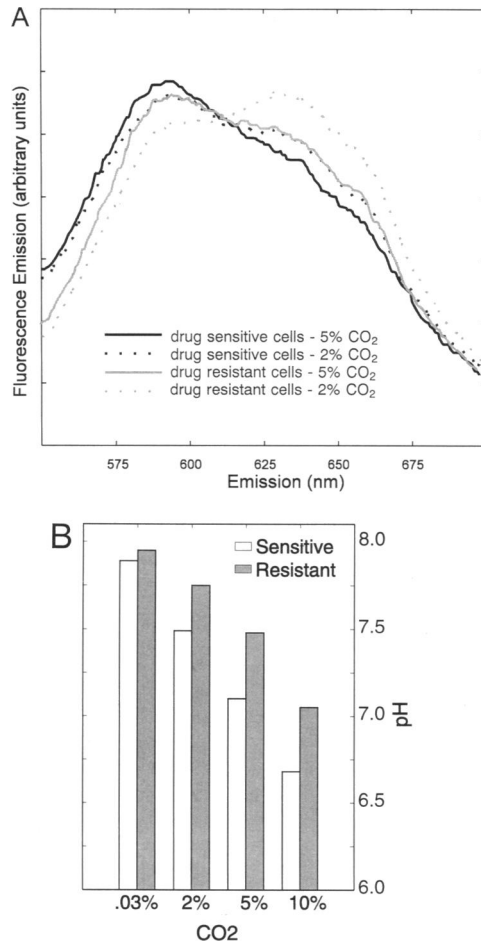 A
Fluorescence Emission (arbitrary units)
drug sensitive cells - 5% CO₂
drug sensitive cells - 2% CO₂
drug resistant cells - 5% CO₂
drug resistant cells - 2% CO₂
575 600 625 650 675
Emission (nm)
B
Sensitive
Resistant
8.0
7.5
7.0
6.5
6.0
pH
.03% 2% 5% 10%
CO2